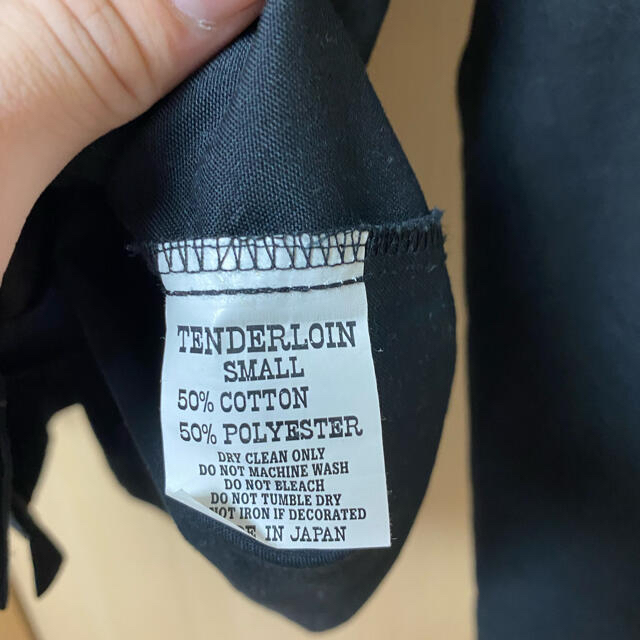 TENDERLOIN
SMALL
50% COTTON
50% POLYESTER
DRY CLEAN ONLY
DO NOT MACHINE WASH
DO NOT BLEACH
DO NOT TUMBLE DRY
NOT IRON IF DECORATED
IN JAPAN